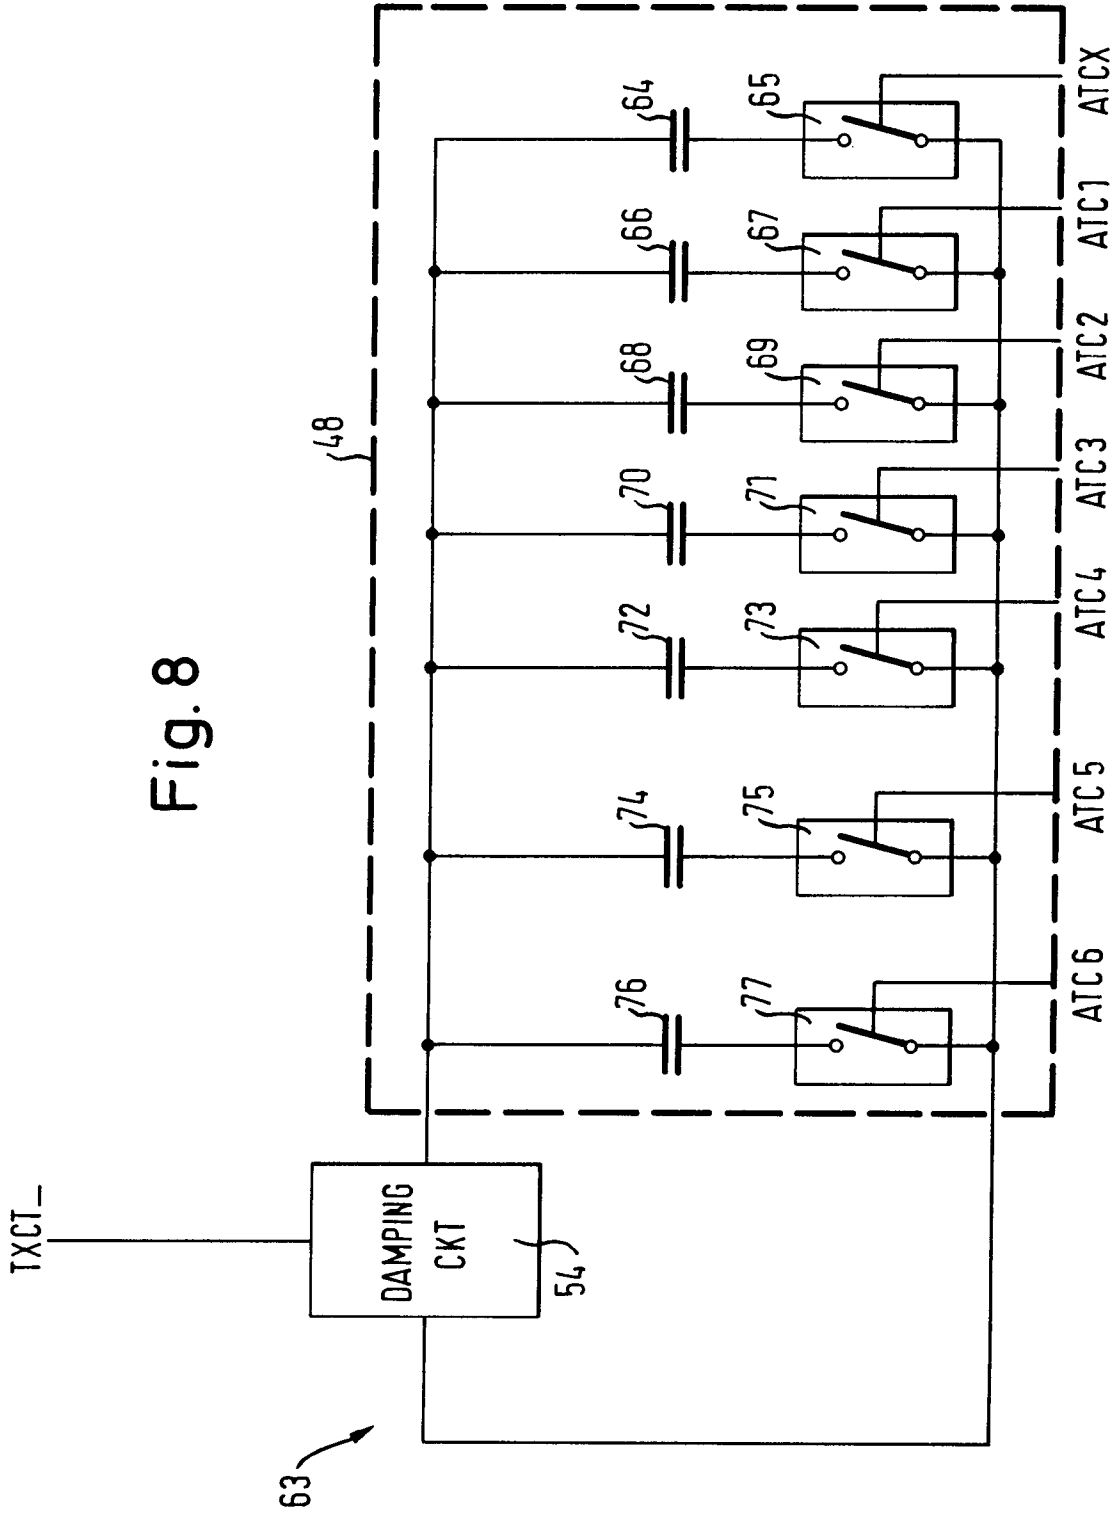 Fig. 8
TXCT_
63
DAMPING
CKT
54
48
76
74
72
70
68
66
64
77
75
73
71
69
67
65
ATC6
ATC5
ATC4
ATC3
ATC2
ATC1
ATCX